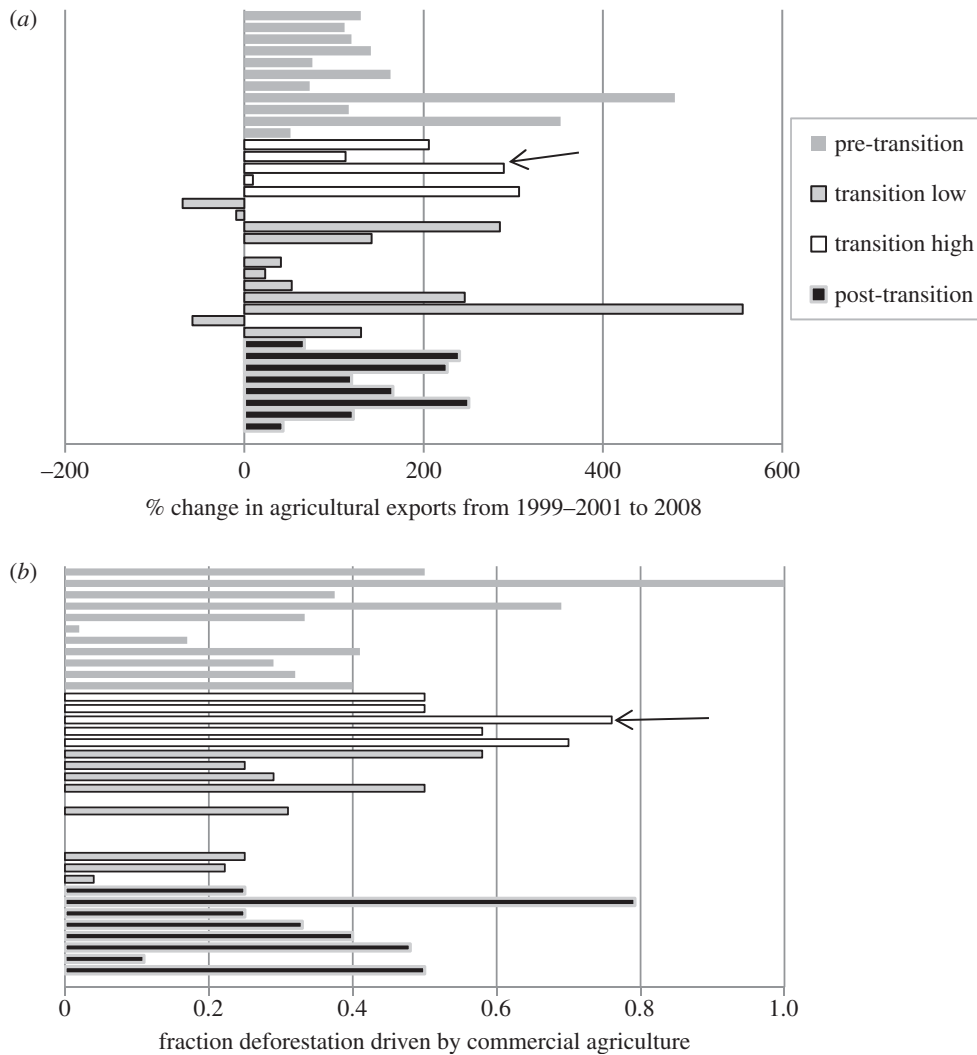 (a)
pre-transition
transition low
transition high
post-transition
–200
0
200
400
600
% change in agricultural exports from 1999–2001 to 2008
(b)
0
0.2
0.4
0.6
0.8
1.0
fraction deforestation driven by commercial agriculture